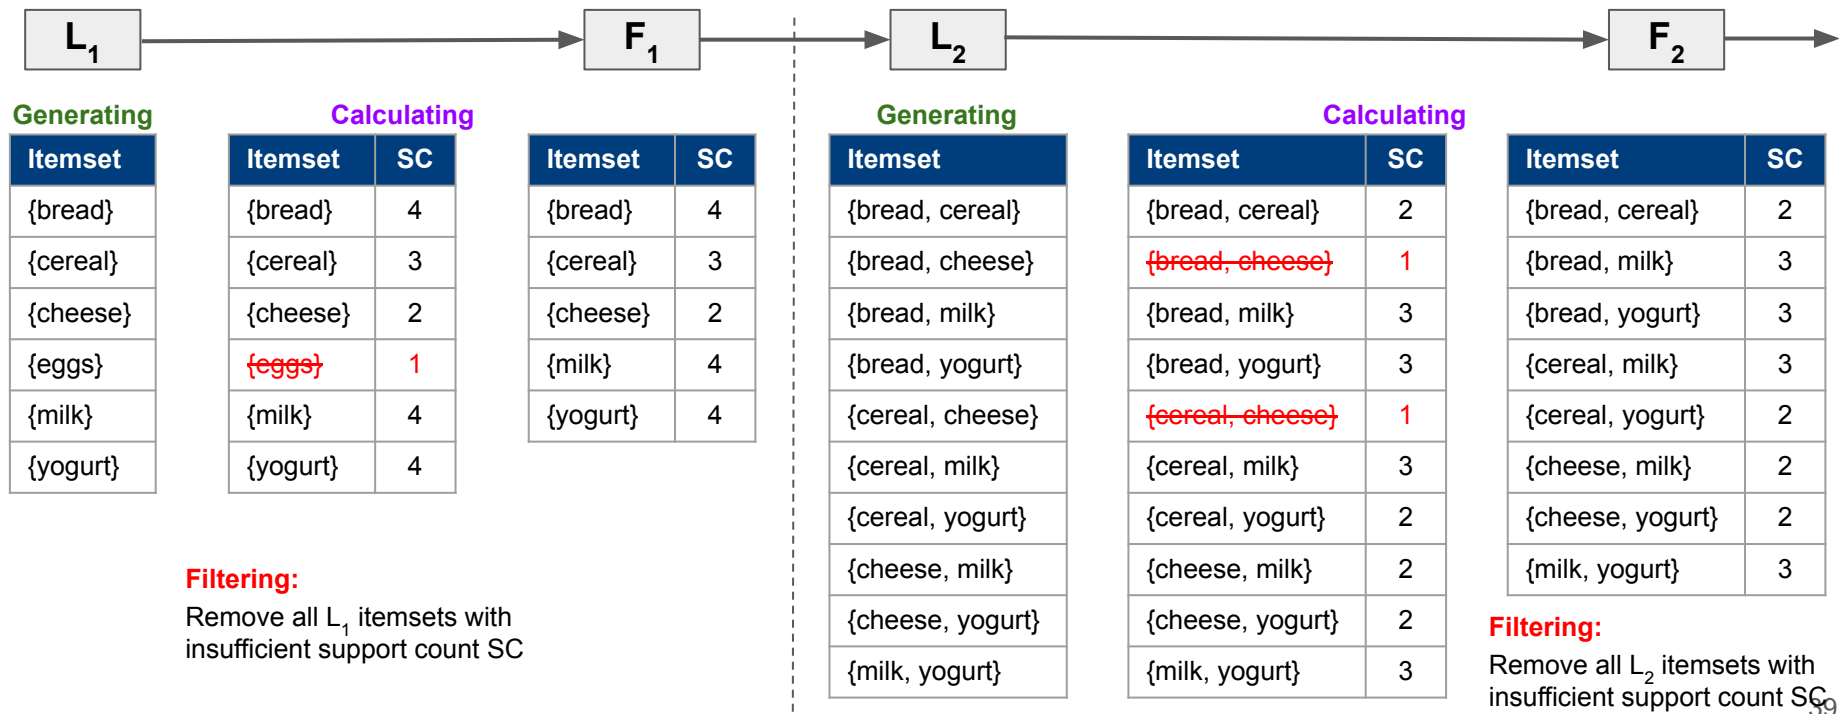 L1 F1 L2 F2
Generating Calculating Generating Calculating
Itemset
{bread}
{cereal}
{cheese}
{eggs}
{milk}
{yogurt}
Itemset SC
{bread} 4
{cereal} 3
{cheese} 2
{eggs} 1
{milk} 4
{yogurt} 4
Itemset SC
{bread} 4
{cereal} 3
{cheese} 2
{milk} 4
{yogurt} 4
Filtering:
Remove all L1 itemsets with
insufficient support count SC
Itemset
{bread, cereal}
{bread, cheese}
{bread, milk}
{bread, yogurt}
{cereal, cheese}
{cereal, milk}
{cereal, yogurt}
{cheese, milk}
{cheese, yogurt}
{milk, yogurt}
Itemset SC
{bread, cereal} 2
{bread, cheese} 1
{bread, milk} 3
{bread, yogurt} 3
{cereal, cheese} 1
{cereal, milk} 3
{cereal, yogurt} 2
{cheese, milk} 2
{cheese, yogurt} 2
{milk, yogurt} 3
Itemset SC
{bread, cereal} 2
{bread, milk} 3
{bread, yogurt} 3
{cereal, milk} 3
{cereal, yogurt} 2
{cheese, milk} 2
{cheese, yogurt} 2
{milk, yogurt} 3
Filtering:
Remove all L2 itemsets with
insufficient support count SC
39